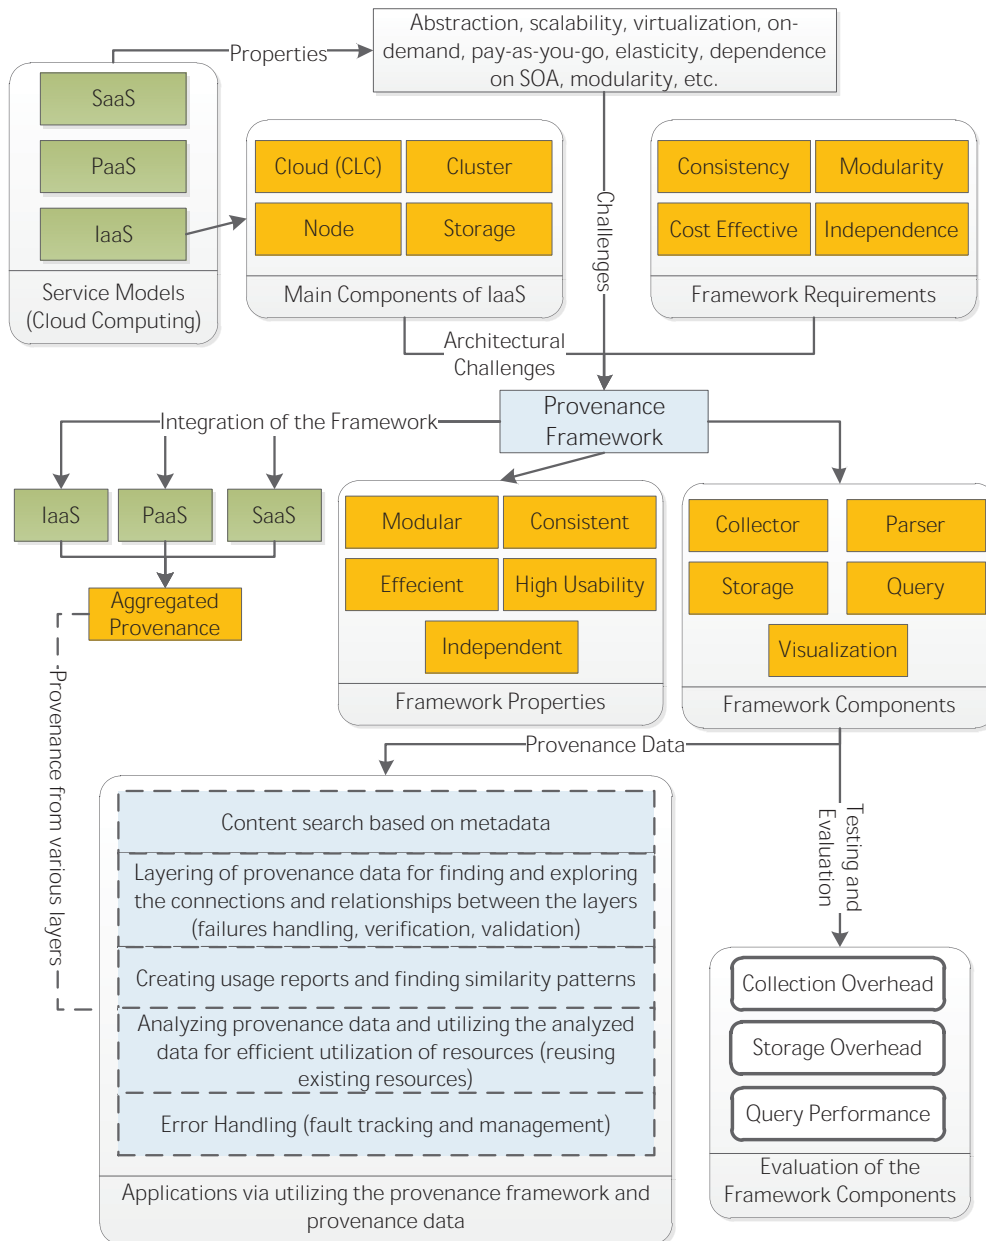 Abstraction, scalability, virtualization, on-
demand, pay-as-you-go, elasticity, dependence
on SOA, modularity, etc.
Properties
SaaS
PaaS
IaaS
Service Models
(Cloud Computing)
Cloud (CLC)
Cluster
Node
Storage
Main Components of IaaS
Challenges
Consistency
Modularity
Cost Effective
Independence
Framework Requirements
Architectural
Challenges
Provenance
Framework
Integration of the Framework
IaaS
PaaS
SaaS
Aggregated
Provenance
Modular
Consistent
Effecient
High Usability
Independent
Framework Properties
Collector
Parser
Storage
Query
Visualization
Framework Components
Provenance from various
layers
Provenance Data
Testing and
Evaluation
Content search based on metadata
Layering of provenance data for finding and exploring
the connections and relationships between the layers
(failures handling, verification, validation)
Creating usage reports and finding similarity patterns
Analyzing provenance data and utilizing the analyzed
data for efficient utilization of resources (reusing
existing resources)
Error Handling (fault tracking and management)
Applications via utilizing the provenance framework and
provenance data
Collection Overhead
Storage Overhead
Query Performance
Evaluation of the
Framework Components